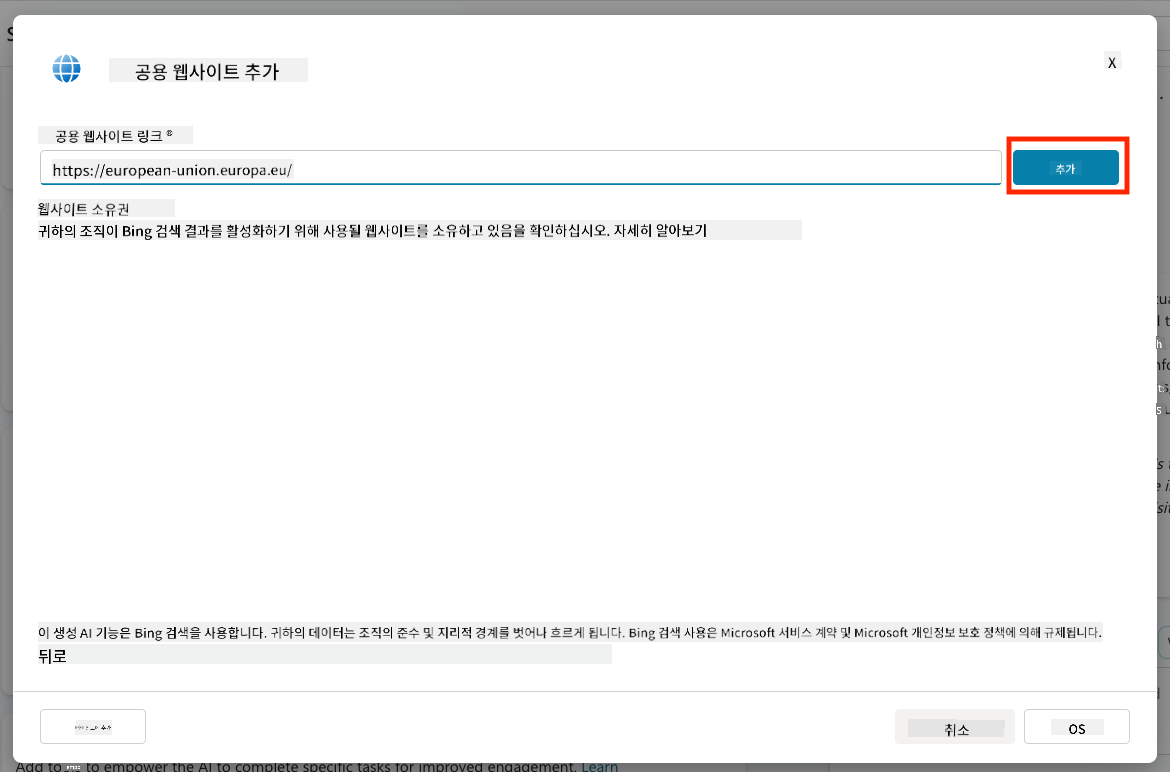 공용 웹사이트 추가
X
공용 웹사이트 링크 ®
https://european-union.europa.eu/
추가
웹사이트 소유권
귀하의 조직이 Bing 검색 결과를 활성화하기 위해 사용될 웹사이트를 소유하고 있음을 확인하십시오. 자세히 알아보기
이 생성 AI 기능은 Bing 검색을 사용합니다. 귀하의 데이터는 조직의 준수 및 지리적 경계를 벗어나 흐르게 됩니다. Bing 검색 사용은 Microsoft 서비스 계약 및 Microsoft 개인정보 보호 정책에 의해 규제됩니다.
뒤로
취소
OS
Add to to empower the AI to complete specific tasks for improved engagement. Learn